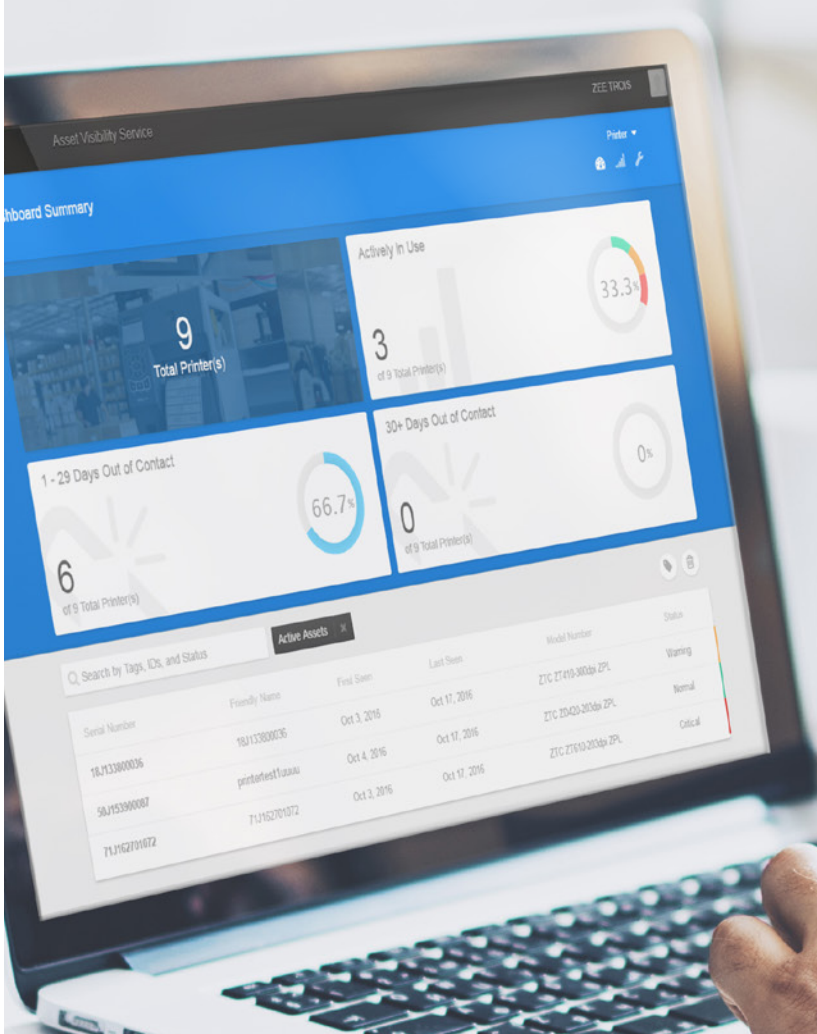 ZEE TROIS
Asset Visibility Service
Printer
hboard Summary
9
Total Printer(s)
Actively In Use
33.3%
3
of 9 Total Printer(s)
1 - 29 Days Out of Contact
66.7%
6
of 9 Total Printer(s)
30+ Days Out of Contact
0%
0
of 9 Total Printer(s)
Search by Tags, IDs, and Status
Active Assets ×
Serial Number Friendly Name First Seen Last Seen Model Number Status
18J133800036 18J133800036 Oct 3, 2016 Oct 17, 2016 ZTC ZT410-300dpi ZPL Warning
50J153900087 Oct 4, 2016 Oct 17, 2016 ZTC ZD420-203dpi ZPL Normal
71J162701072 71J162701072 Oct 3, 2016 Oct 17, 2016 ZTC ZT610-203dpi ZPL Critical